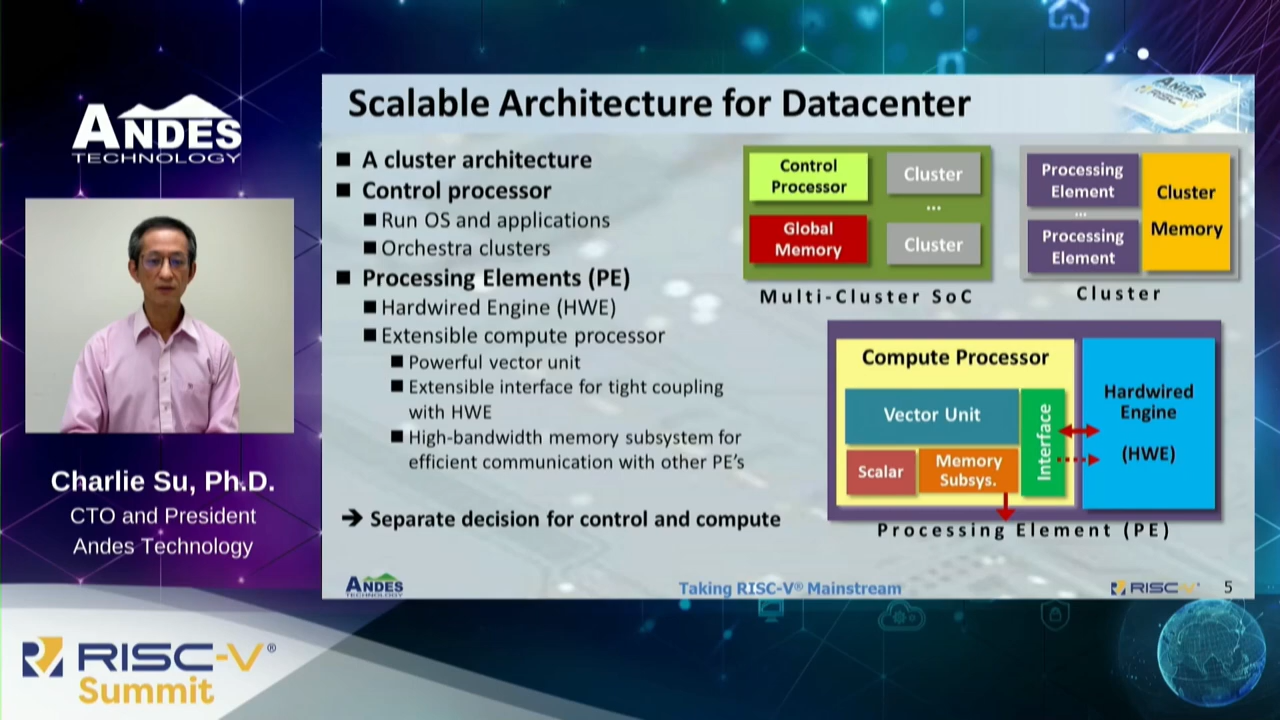 ANDES
TECHNOLOGY
Charlie Su, Ph.D.
CTO and President
Andes Technology
RISC-V®
Summit
Scalable Architecture for Datacenter
A cluster architecture
Control processor
Run OS and applications
Orchestra clusters
Processing Elements (PE)
Hardwired Engine (HWE)
Extensible compute processor
Powerful vector unit
Extensible interface for tight coupling
with HWE
High-bandwidth memory subsystem for
efficient communication with other PE's
➔ Separate decision for control and compute
Control
Processor
Cluster
...
Global
Memory
Cluster
Multi-Cluster SoC
Processing
Element
...
Processing
Element
Cluster
Memory
Cluster
Compute Processor
Vector Unit
Scalar
Memory
Subsys.
Interface
Hardwired
Engine
(HWE)
Processing Element (PE)
ANDES
TECHNOLOGY
Taking RISC-V® Mainstream
RISC-V
5